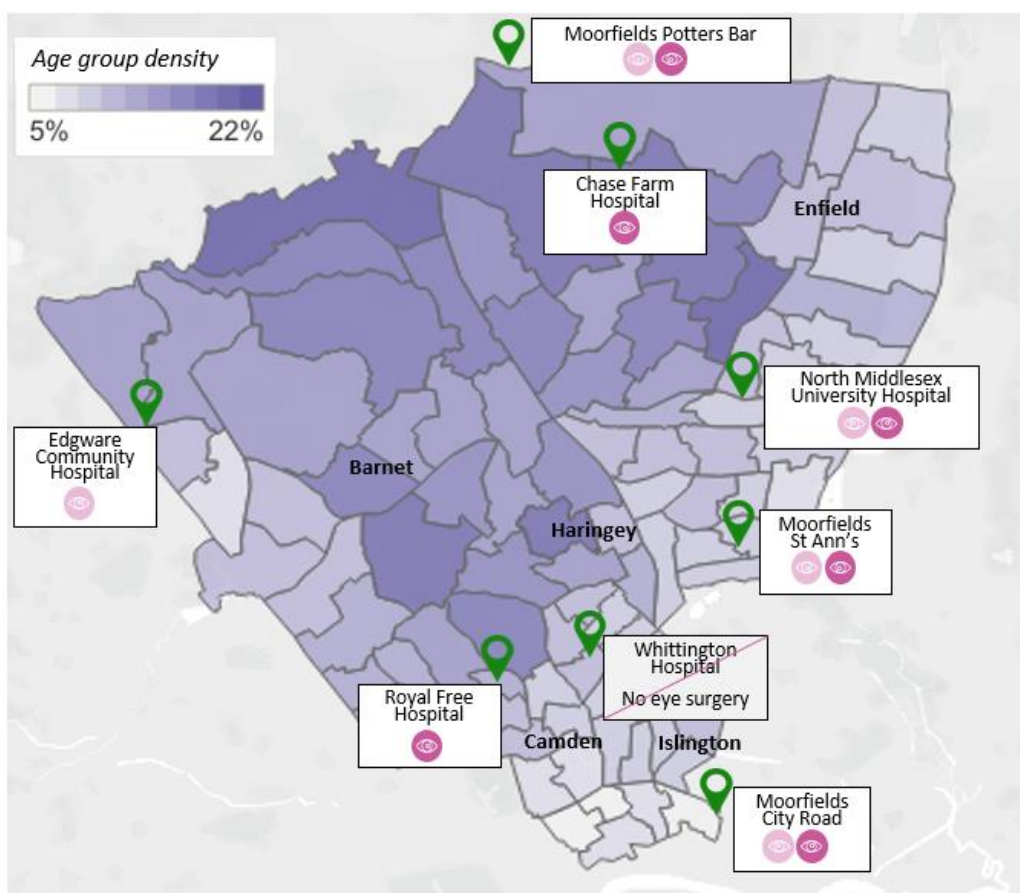 Age group density
5% 22%
Moorfields Potters Bar
Chase Farm
Hospital
Enfield
North Middlesex
University Hospital
Edgware
Community
Hospital
Barnet
Haringey
Moorfields
St Ann's
Whittington
Hospital
No eye surgery
Royal Free
Hospital
Camden
Islington
Moorfields
City Road